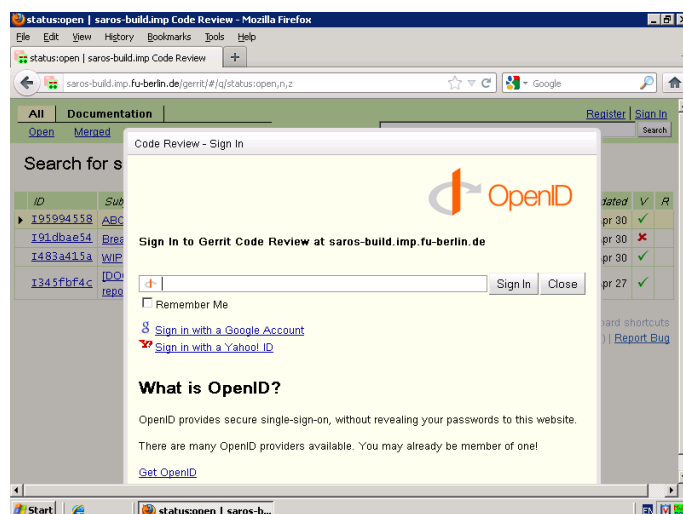 status:open | saros-build.imp Code Review - Mozilla Firefox
File Edit View History Bookmarks Tools Help
status:open | saros-build.imp Code Review +
saros-build.imp.fu-berlin.de/gerrit/#/q/status:open,n,z Google
All Documentation Register Sign In
Open Merged Search
Code Review - Sign In
Search for s
OpenID
ID Sub dated V R
I95994558 ABC pr 30
I91dbae54 Brea pr 30
I483a415a WIP pr 30
I345fbf4c [DO pr 27
repo
Sign In to Gerrit Code Review at saros-build.imp.fu-berlin.de
Sign In Close
Remember Me
Sign in with a Google Account
Sign in with a Yahoo! ID
oard shortcuts
) | Report Bug
What is OpenID?
OpenID provides secure single-sign-on, without revealing your passwords to this website.
There are many OpenID providers available. You may already be member of one!
Get OpenID
Start status:open | saros-b... EN